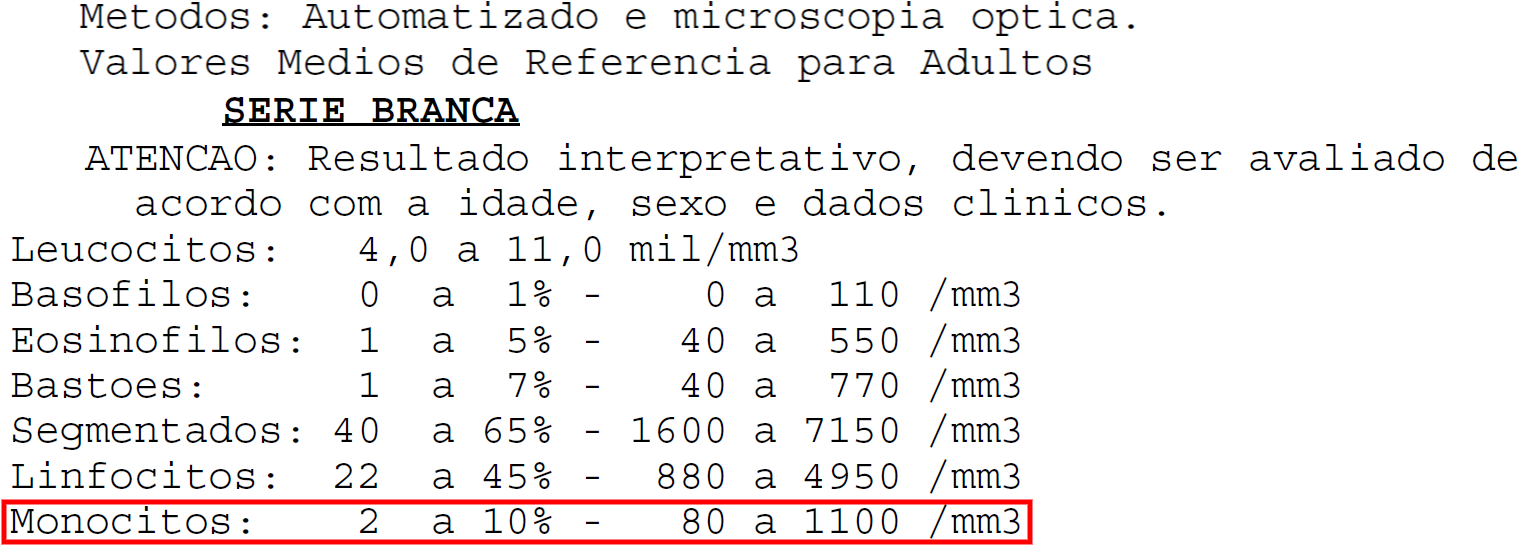 Metodos: Automatizado e microscopia optica.
Valores Medios de Referencia para Adultos
SERIE BRANCA
ATENCAO: Resultado interpretativo, devendo ser avaliado de
acordo com a idade, sexo e dados clinicos.
Leucocitos: 4,0 a 11,0 mil/mm3
Basofilos: 0 a 1% - 0 a 110 /mm3
Eosinofilos: 1 a 5% - 40 a 550 /mm3
Bastoes: 1 a 7% - 40 a 770 /mm3
Segmentados: 40 a 65% - 1600 a 7150 /mm3
Linfocitos: 22 a 45% - 880 a 4950 /mm3
Monocitos: 2 a 10% - 80 a 1100 /mm3